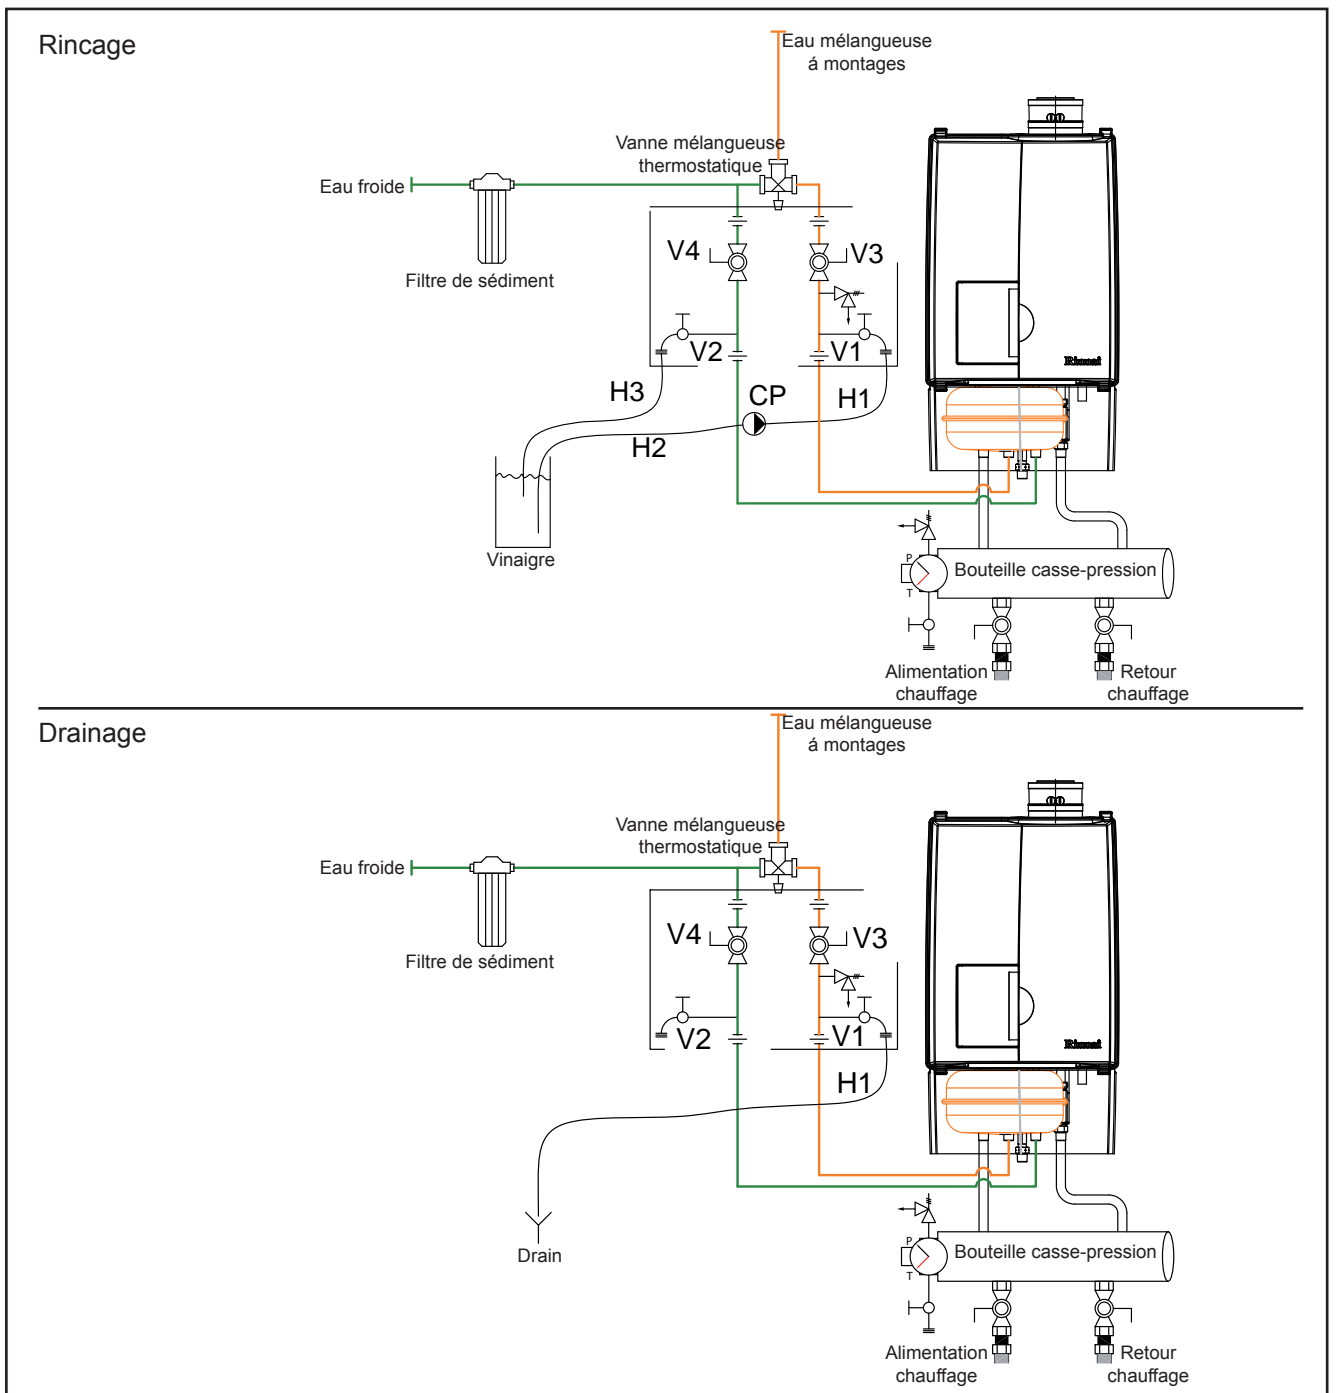 Rincage
Eau mélangueuse
á montages
Vanne mélangueuse
thermostatique
Eau froide
Filtre de sédiment
V4
V3
V2
V1
H3
CP
H1
H2
Vinaigre
Rinnai
P
T
Bouteille casse-pression
Alimentation
chauffage
Retour
chauffage
Drainage
Eau mélangueuse
á montages
Vanne mélangueuse
thermostatique
Eau froide
Filtre de sédiment
V4
V3
V2
V1
H1
Drain
Rinnai
P
T
Bouteille casse-pression
Alimentation
chauffage
Retour
chauffage